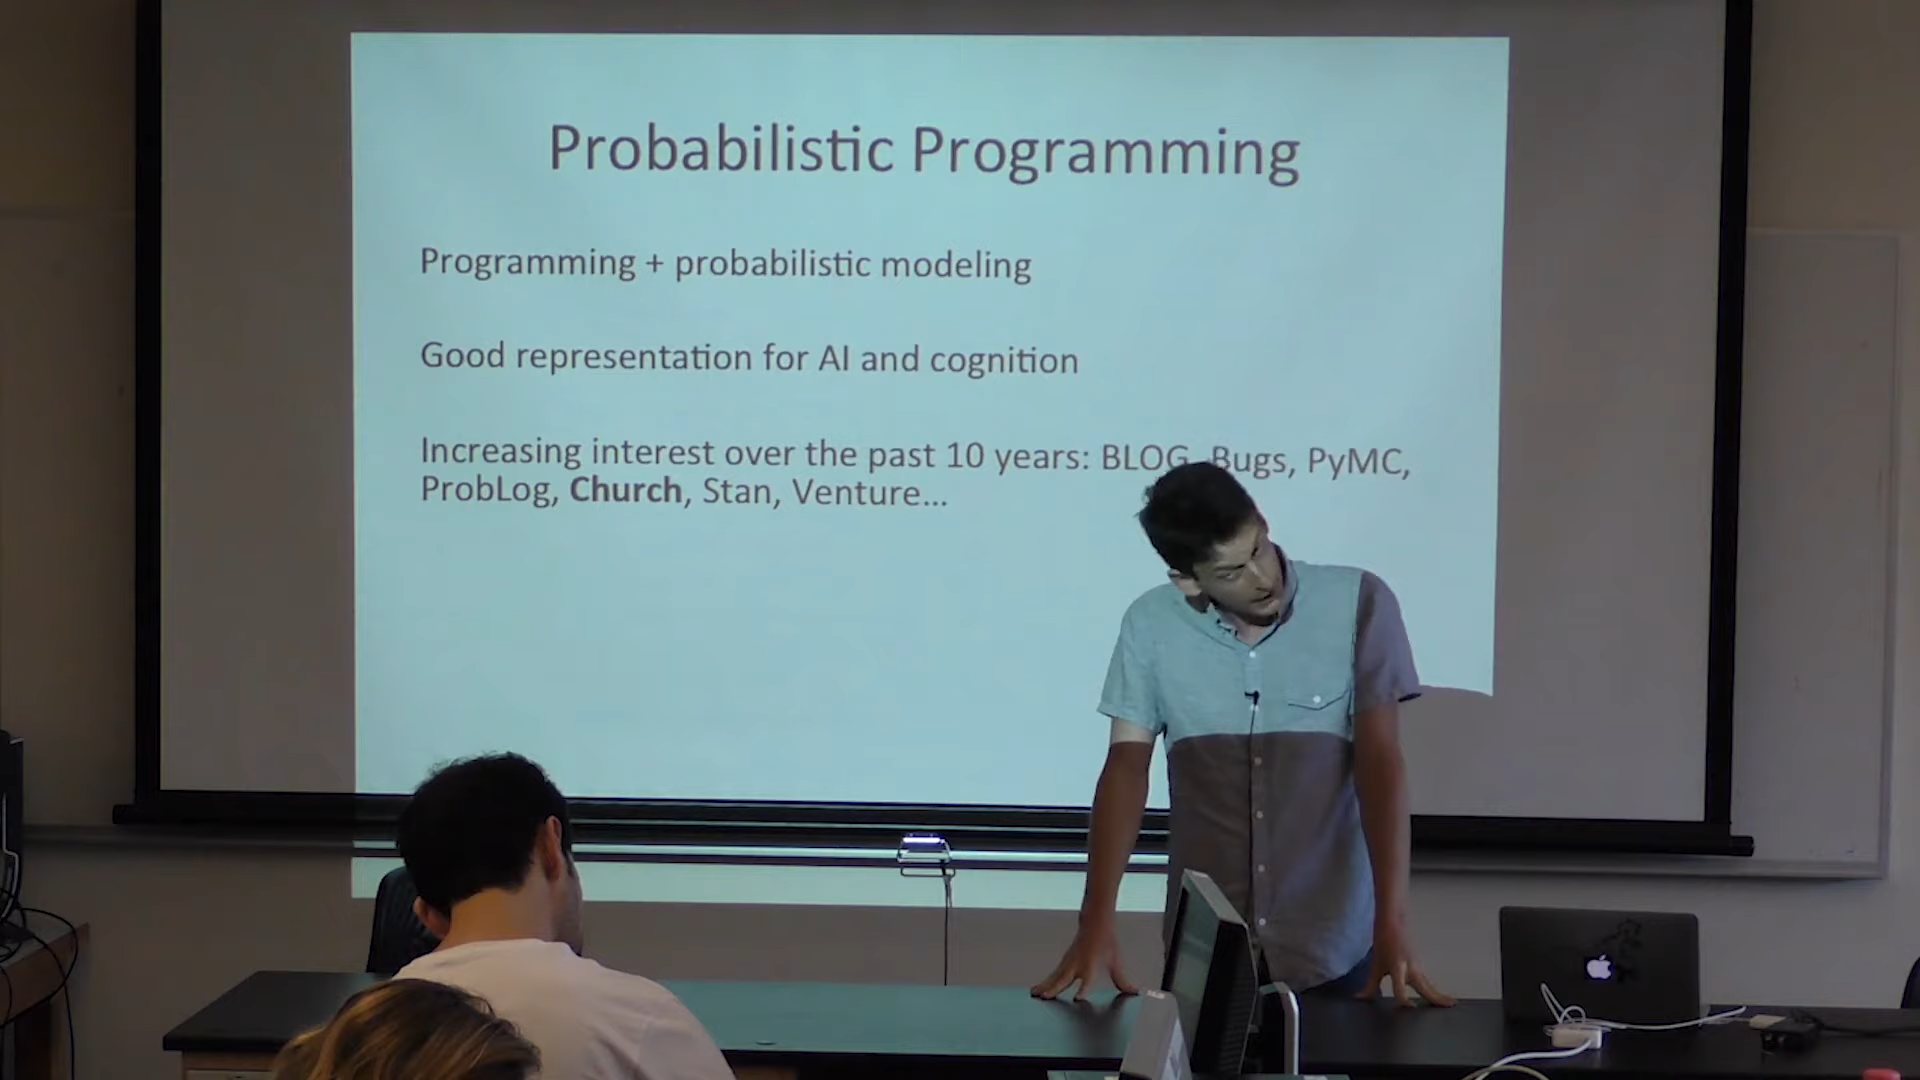 Probabilistic Programming
Programming + probabilistic modeling
Good representation for AI and cognition
Increasing interest over the past 10 years: BLOG, Bugs, PyMC,
ProbLog, Church, Stan, Venture...